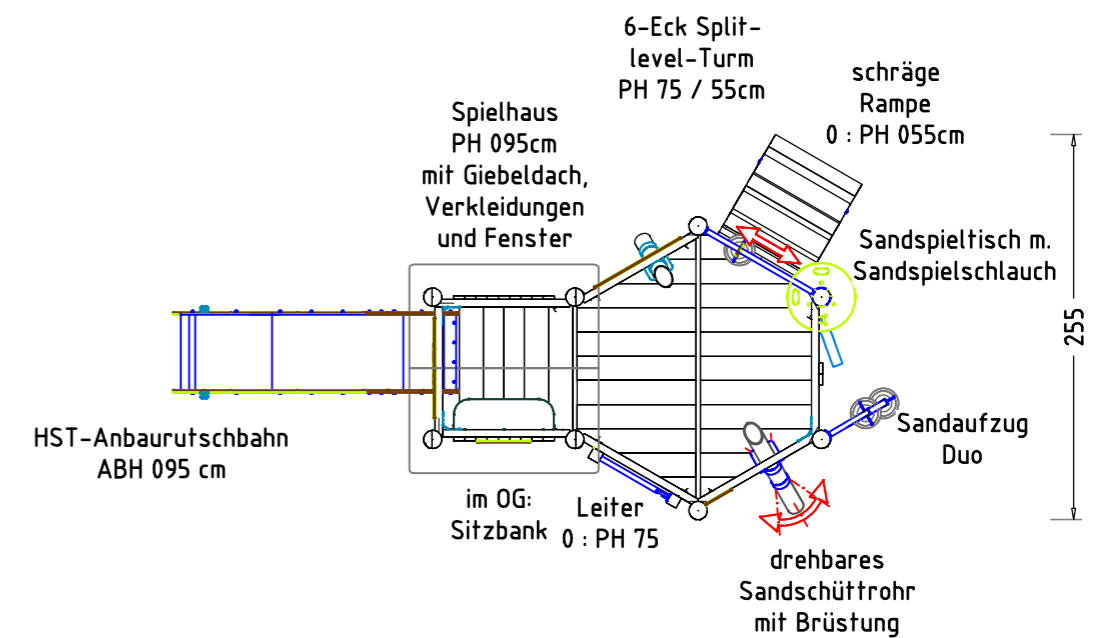 6-Eck Split-
level-Turm
PH 75 / 55cm
schräge
Rampe
0 : PH 055cm
Spielhaus
PH 095cm
mit Giebeldach,
Verkleidungen
und Fenster
Sandspieltisch m.
Sandspielschlauch
255
HST-Anbaurutschbahn
ABH 095 cm
Sandaufzug
Duo
im OG:
Sitzbank
Leiter
0 : PH 75
drehbares
Sandschüttrohr
mit Brüstung